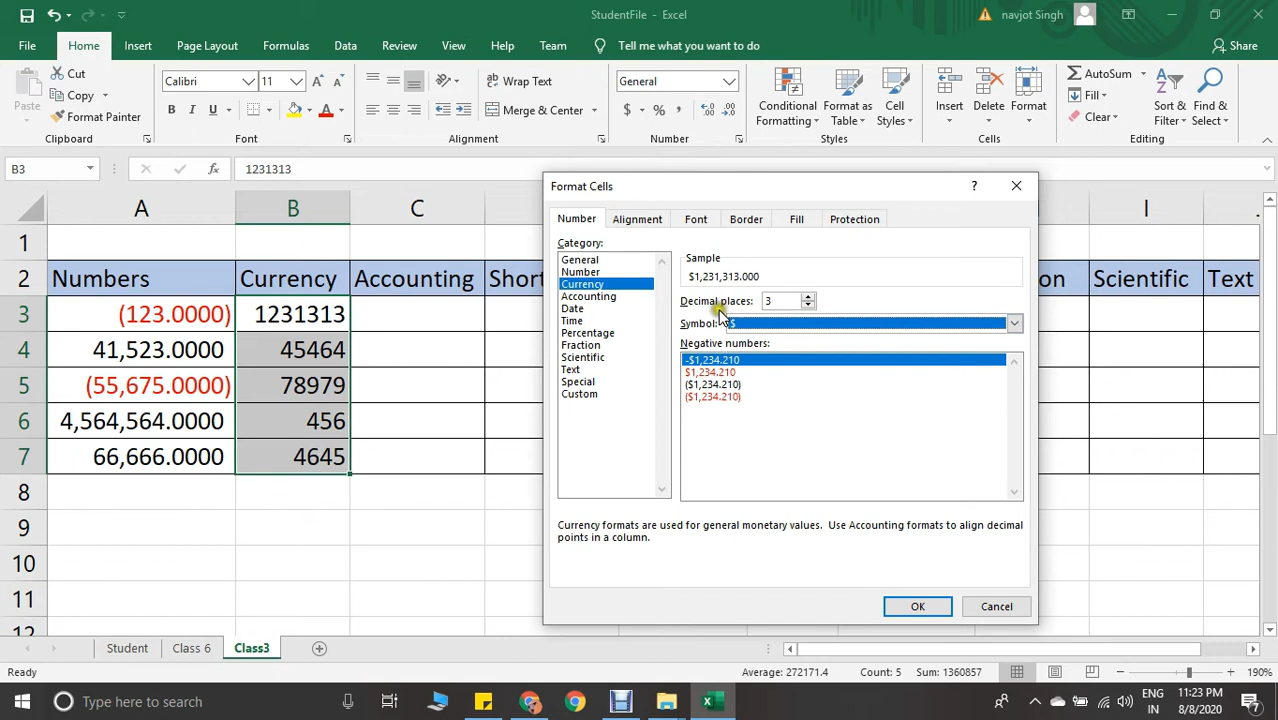 StudentFile - Excel
navjot Singh
File Home Insert Page Layout Formulas Data Review View Help Team Tell me what you want to do Share
Paste
Cut
Copy
Format Painter
Clipboard
Calibri 11
B I U
Font
Wrap Text
Merge & Center
Alignment
General
$ % ,
Number
Conditional Formatting
Format as Table
Cell Styles
Styles
Insert Delete Format
Cells
AutoSum
Fill
Clear
Sort & Filter
Find & Select
Editing
B3 fx 1231313
A B C I
1
2 Numbers Currency Accounting Short on Scientific Text
3 (123.0000) 1231313
4 41,523.0000 45464
5 (55,675.0000) 78979
6 4,564,564.0000 456
7 66,666.0000 4645
8
9
10
11
12
Format Cells
Number Alignment Font Border Fill Protection
Category:
General
Number
Currency
Accounting
Date
Time
Percentage
Fraction
Scientific
Text
Special
Custom
Sample
$1,231,313.000
Decimal places: 3
Symbol: $
Negative numbers:
-$1,234.210
$1,234.210
($1,234.210)
($1,234.210)
Currency formats are used for general monetary values. Use Accounting formats to align decimal
points in a column.
OK Cancel
Student Class 6 Class3
Ready Average: 272171.4 Count: 5 Sum: 1360857 190%
Type here to search
ENG
IN
11:23 PM
8/8/2020
7